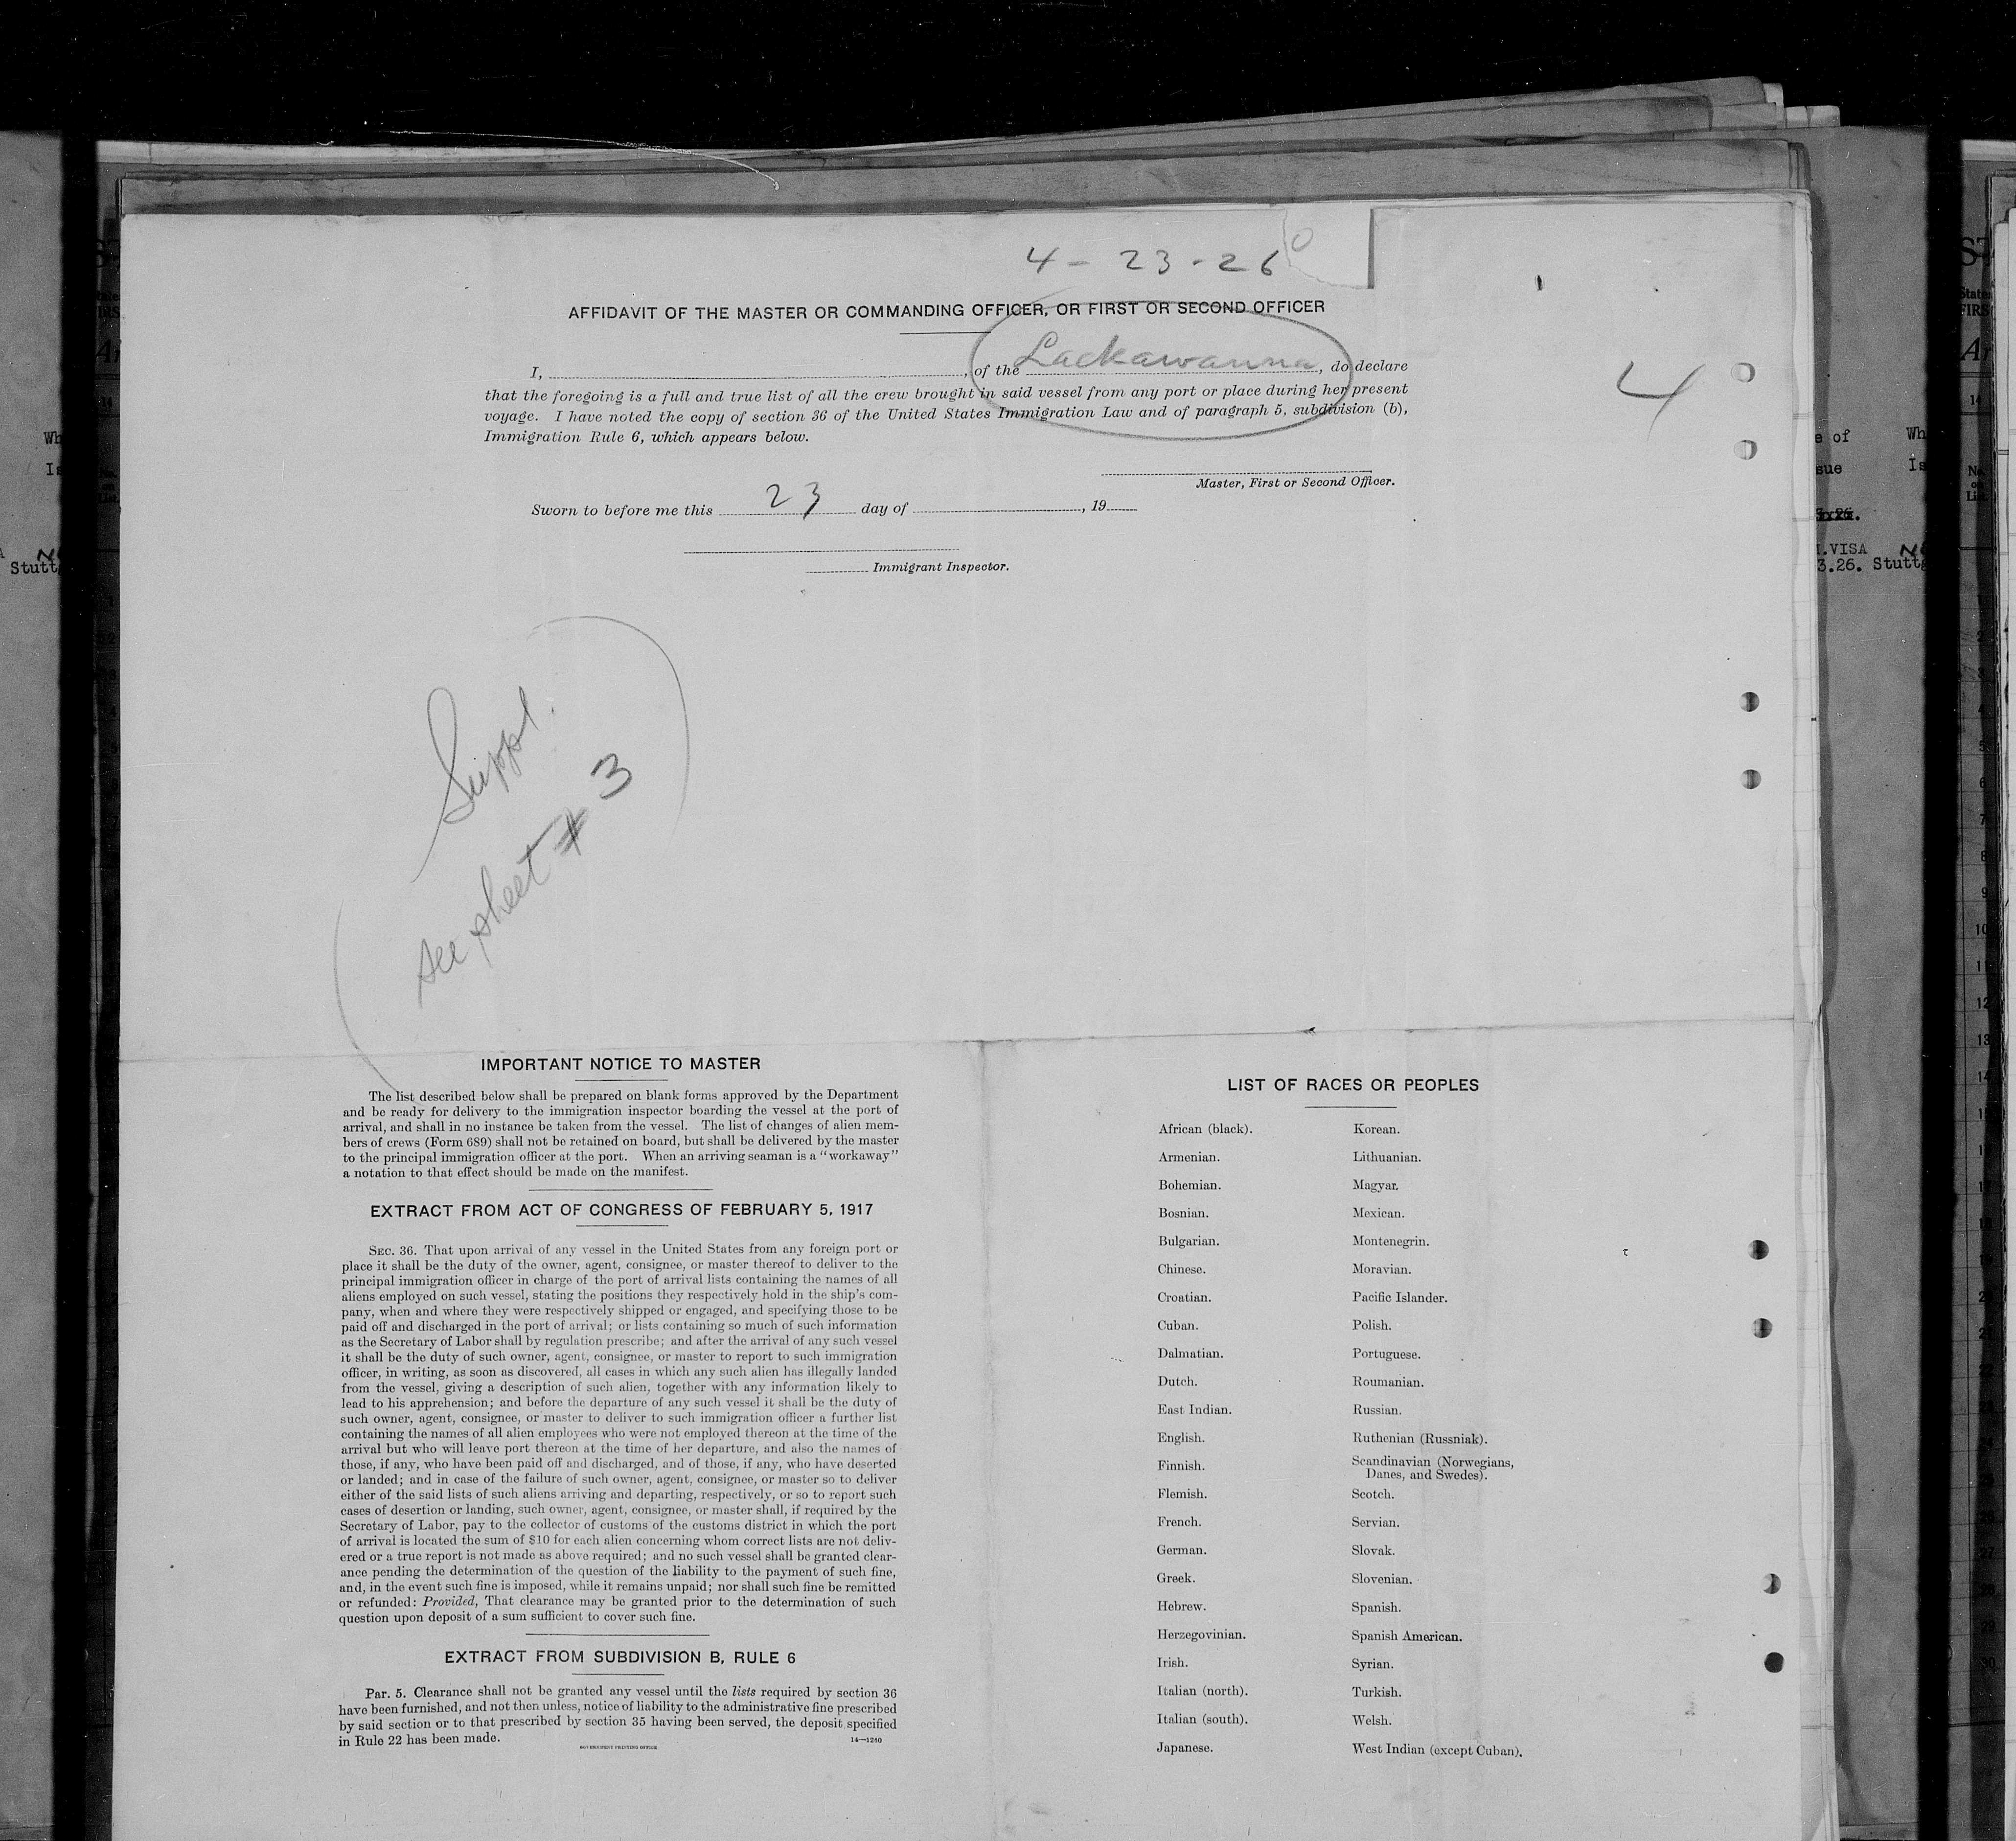 4 - 23 - 26
AFFIDAVIT OF THE MASTER OR COMMANDING OFFICER, OR FIRST OR SECOND OFFICER
I, , of the Lackawanna, do declare
that the foregoing is a full and true list of all the crew brought in said vessel from any port or place during her present
voyage. I have noted the copy of section 36 of the United States Immigration Law and of paragraph 5, subdivision (b),
Immigration Rule 6, which appears below.
4
Master, First or Second Officer.
Sworn to before me this 23 day of , 19
Immigrant Inspector.
Suppl.
see sheet # 3
IMPORTANT NOTICE TO MASTER
The list described below shall be prepared on blank forms approved by the Department
and be ready for delivery to the immigration inspector boarding the vessel at the port of
arrival, and shall in no instance be taken from the vessel. The list of changes of alien mem-
bers of crews (Form 689) shall not be retained on board, but shall be delivered by the master
to the principal immigration officer at the port. When an arriving seaman is a "workaway"
a notation to that effect should be made on the manifest.
EXTRACT FROM ACT OF CONGRESS OF FEBRUARY 5, 1917
SEC. 36. That upon arrival of any vessel in the United States from any foreign port or
place it shall be the duty of the owner, agent, consignee, or master thereof to deliver to the
principal immigration officer in charge of the port of arrival lists containing the names of all
aliens employed on such vessel, stating the positions they respectively hold in the ship's com-
pany, when and where they were respectively shipped or engaged, and specifying those to be
paid off and discharged in the port of arrival; or lists containing so much of such information
as the Secretary of Labor shall by regulation prescribe; and after the arrival of any such vessel
it shall be the duty of such owner, agent, consignee, or master to report to such immigration
officer, in writing, as soon as discovered, all cases in which any such alien has illegally landed
from the vessel, giving a description of such alien, together with any information likely to
lead to his apprehension; and before the departure of any such vessel it shall be the duty of
such owner, agent, consignee, or master to deliver to such immigration officer a further list
containing the names of all alien employees who were not employed thereon at the time of the
arrival but who will leave port thereon at the time of her departure, and also the names of
those, if any, who have been paid off and discharged, and of those, if any, who have deserted
or landed; and in case of the failure of such owner, agent, consignee, or master so to deliver
either of the said lists of such aliens arriving and departing, respectively, or so to report such
cases of desertion or landing, such owner, agent, consignee, or master shall, if required by the
Secretary of Labor, pay to the collector of customs of the customs district in which the port
of arrival is located the sum of $10 for each alien concerning whom correct lists are not deliv-
ered or a true report is not made as above required; and no such vessel shall be granted clear-
ance pending the determination of the question of the liability to the payment of such fine,
and, in the event such fine is imposed, while it remains unpaid; nor shall such fine be remitted
or refunded: Provided, That clearance may be granted prior to the determination of such
question upon deposit of a sum sufficient to cover such fine.
EXTRACT FROM SUBDIVISION B, RULE 6
Par. 5. Clearance shall not be granted any vessel until the lists required by section 36
have been furnished, and not then unless, notice of liability to the administrative fine prescribed
by said section or to that prescribed by section 35 having been served, the deposit specified
in Rule 22 has been made.
GOVERNMENT PRINTING OFFICE 14—1240
LIST OF RACES OR PEOPLES
African (black).
Armenian.
Bohemian.
Bosnian.
Bulgarian.
Chinese.
Croatian.
Cuban.
Dalmatian.
Dutch.
East Indian.
English.
Finnish.
Flemish.
French.
German.
Greek.
Hebrew.
Herzegovinian.
Irish.
Italian (north).
Italian (south).
Japanese.
Korean.
Lithuanian.
Magyar.
Mexican.
Montenegrin.
Moravian.
Pacific Islander.
Polish.
Portuguese.
Roumanian.
Russian.
Ruthenian (Russniak).
Scandinavian (Norwegians,
Danes, and Swedes).
Scotch.
Servian.
Slovak.
Slovenian.
Spanish.
Spanish American.
Syrian.
Turkish.
Welsh.
West Indian (except Cuban).